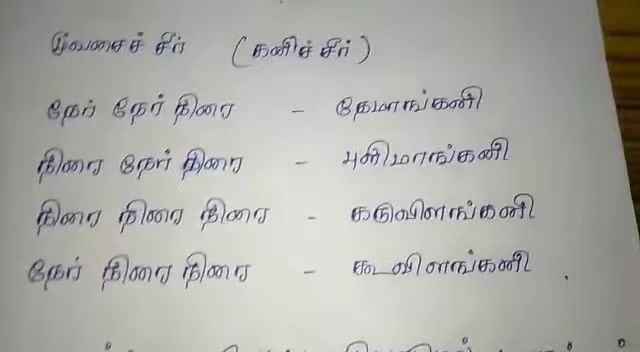 மூவசைச் சீர் (கனிச் சீர்)
நேர் நேர் நிரை - தேமாங்கனி
நிரை நேர் நிரை - புளிமாங்கனி
நிரை நிரை நிரை - கருவிளங்கனி
நேர் நிரை நிரை - கூவிளங்கனி .